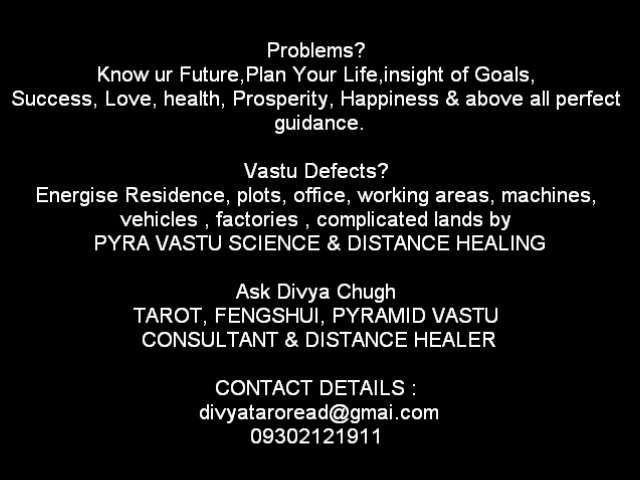 Problems?
Know ur Future,Plan Your Life,insight of Goals,
Success, Love, health, Prosperity, Happiness & above all perfect
guidance.
Vastu Defects?
Energise Residence, plots, office, working areas, machines,
vehicles , factories , complicated lands by
PYRA VASTU SCIENCE & DISTANCE HEALING
Ask Divya Chugh
TAROT, FENGSHUI, PYRAMID VASTU
CONSULTANT & DISTANCE HEALER
CONTACT DETAILS :
divyataroread@gmai.com
09302121911